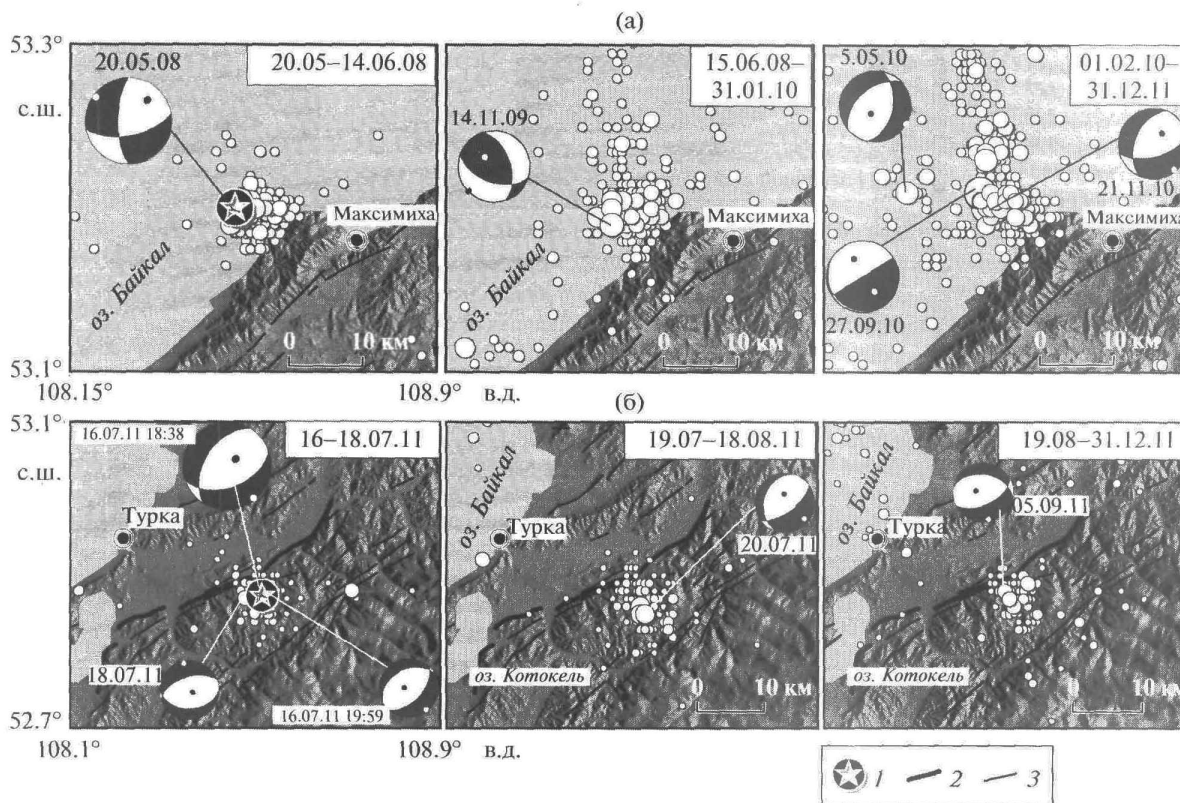 (а)
53.3°
с.ш.
53.1°
20.05.08
20.05–14.06.08
Максимиха
оз. Байкал
0 10 км
15.06.08–
31.01.10
14.11.09
Максимиха
оз. Байкал
0 10 км
5.05.10
01.02.10
31.12.11
21.11.10
Максимиха
27.09.10
0 10 км
108.15°
108.9° в.д.
(б)
53.1°
с.ш.
52.7°
16.07.11 18:38
16–18.07.11
Турка
18.07.11
16.07.11 19:59
19.07–18.08.11
оз. Байкал
Турка
20.07.11
оз. Котокель
0 10 км
19.08–31.12.11
оз. Байкал
Турка
05.09.11
оз. Котокель
0 10 км
108.1°
108.9° в.д.
1 2 3